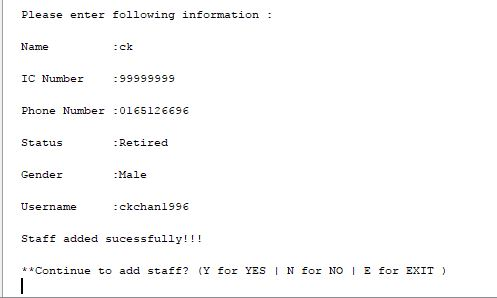 Please enter following information :
Name :ck
IC Number :99999999
Phone Number :0165126696
Status :Retired
Gender :Male
Username :ckchan1996
Staff added sucessfully!!!
**Continue to add staff? (Y for YES | N for NO | E for EXIT )